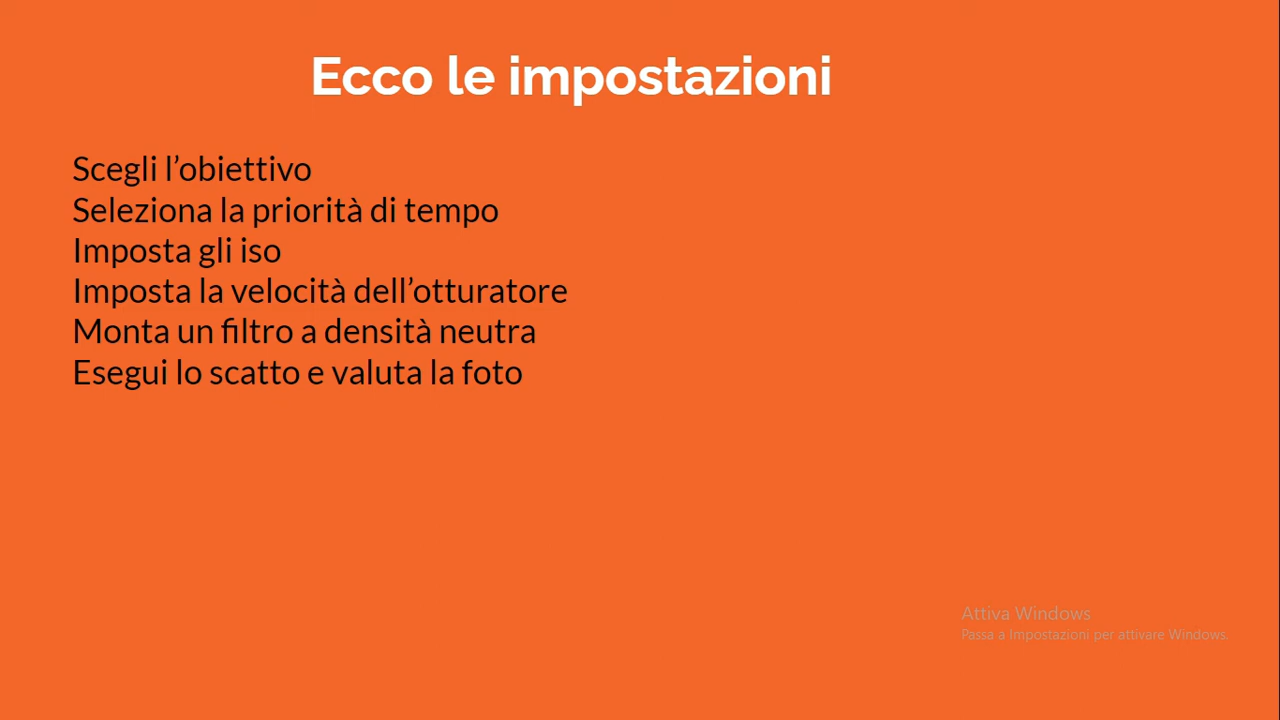 Ecco le impostazioni
Scegli l’obiettivo
Seleziona la priorità di tempo
Imposta gli iso
Imposta la velocità dell’otturatore
Monta un filtro a densità neutra
Esegui lo scatto e valuta la foto
Attiva Windows
Passa a Impostazioni per attivare Windows.